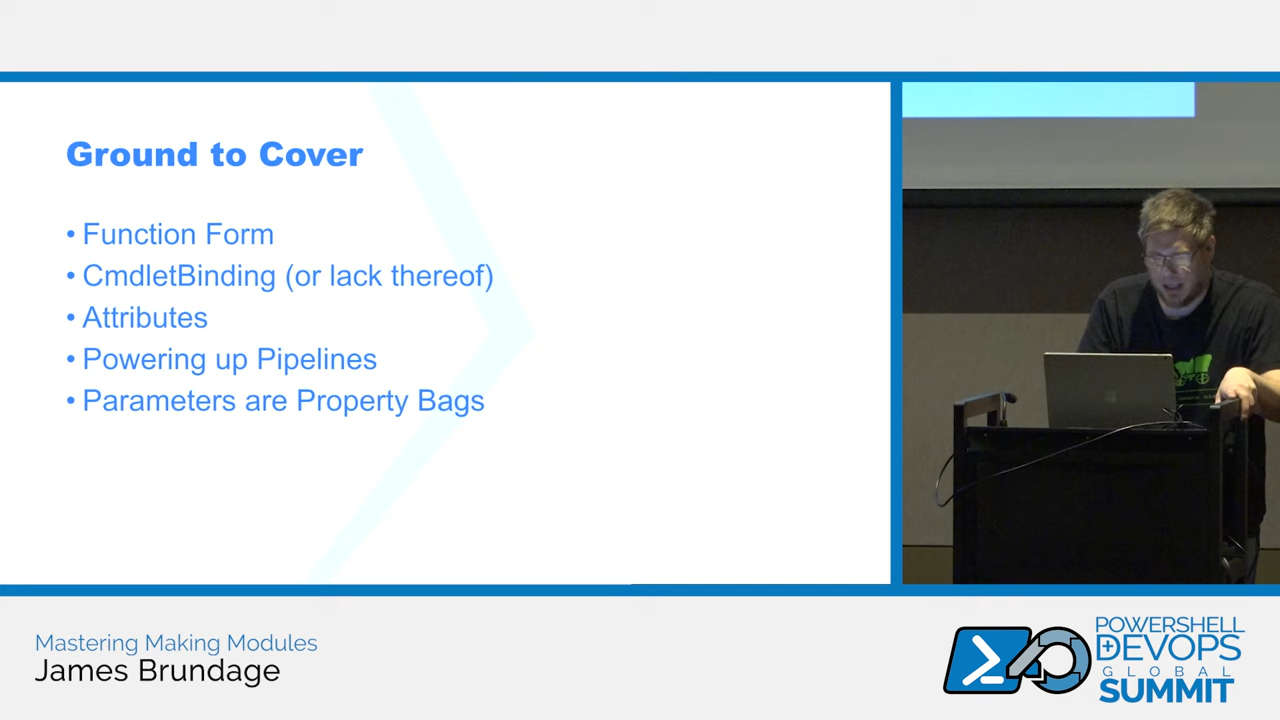 Ground to Cover
• Function Form
• CmdletBinding (or lack thereof)
• Attributes
• Powering up Pipelines
• Parameters are Property Bags
Mastering Making Modules
James Brundage
POWERSHELL
DEVOPS
GLOBAL
SUMMIT